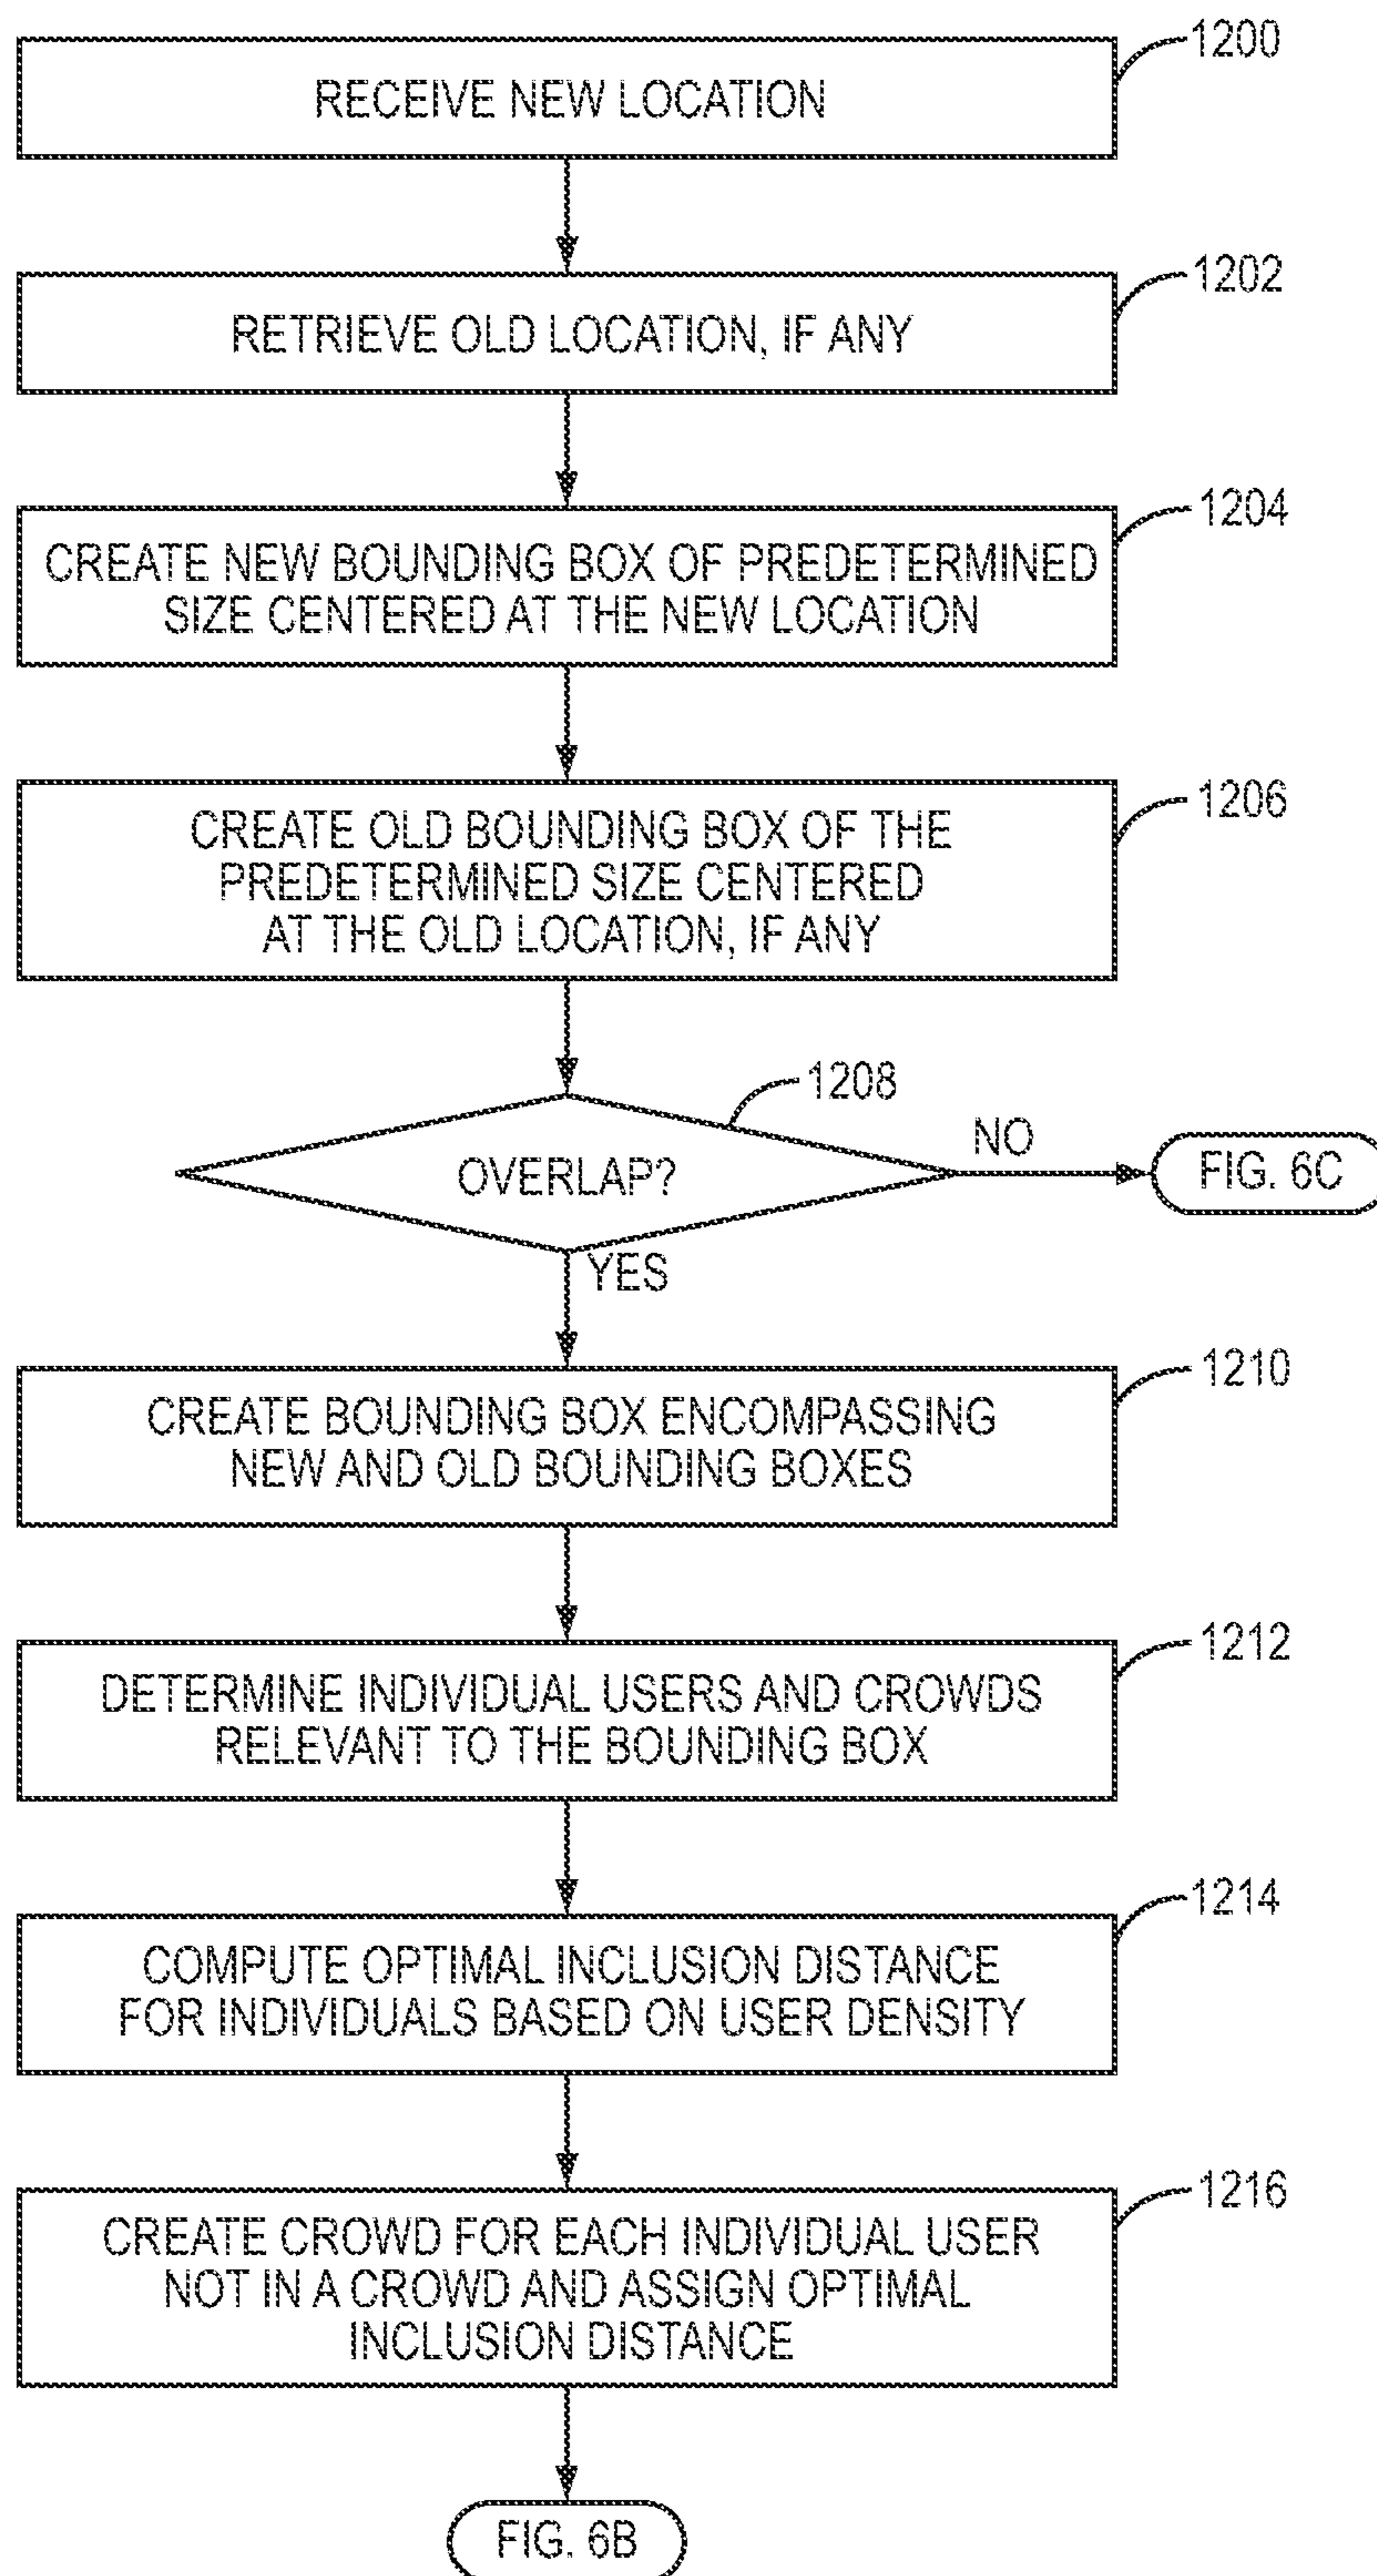 1200
RECEIVE NEW LOCATION
1202
RETRIEVE OLD LOCATION, IF ANY
1204
CREATE NEW BOUNDING BOX OF PREDETERMINED
SIZE CENTERED AT THE NEW LOCATION
1206
CREATE OLD BOUNDING BOX OF THE
PREDETERMINED SIZE CENTERED
AT THE OLD LOCATION, IF ANY
1208
OVERLAP?
NO
FIG. 6C
YES
1210
CREATE BOUNDING BOX ENCOMPASSING
NEW AND OLD BOUNDING BOXES
1212
DETERMINE INDIVIDUAL USERS AND CROWDS
RELEVANT TO THE BOUNDING BOX
1214
COMPUTE OPTIMAL INCLUSION DISTANCE
FOR INDIVIDUALS BASED ON USER DENSITY
1216
CREATE CROWD FOR EACH INDIVIDUAL USER
NOT IN A CROWD AND ASSIGN OPTIMAL
INCLUSION DISTANCE
FIG. 6B